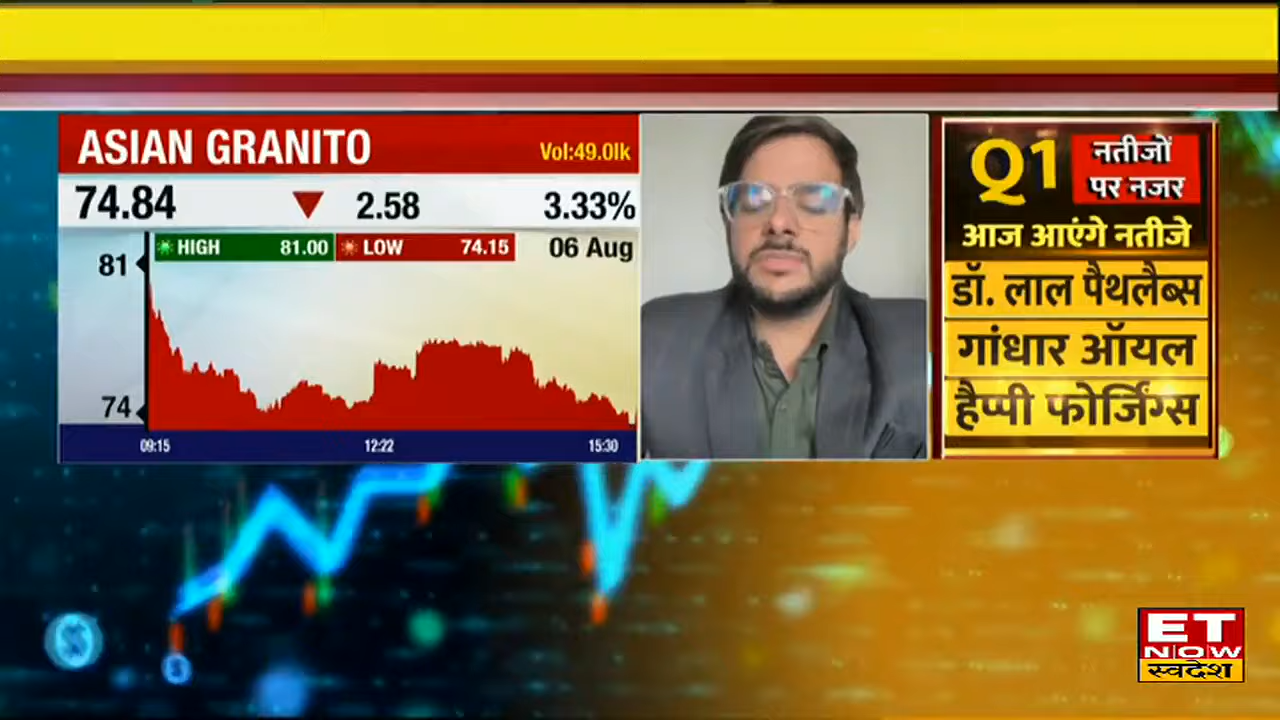 ASIAN GRANITO
Vol:49.0lk
74.84 ▼ 2.58 3.33%
HIGH 81.00 LOW 74.15 06 Aug
81
74
09:15 12:22 15:30
Q1 नतीजों
पर नजर
आज आएंगे नतीजे
डॉ. लाल पैथलैब्स
गांधार ऑयल
हैप्पी फोर्जिंग्स
ET
NOW
स्वदेश